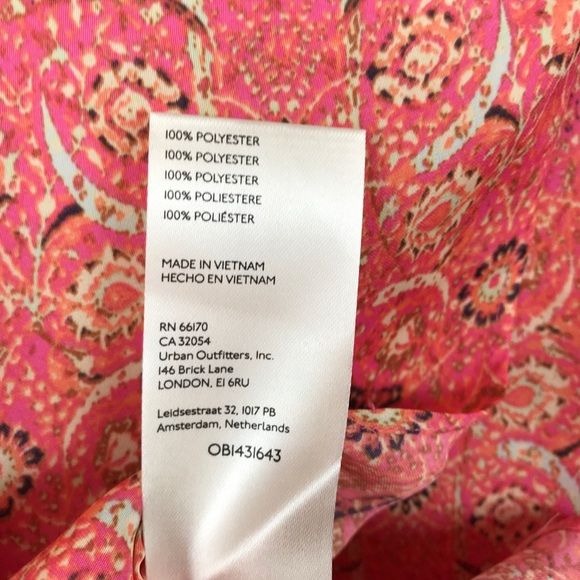 100% POLYESTER
100% POLYESTER
100% POLYESTER
100% POLIESTERE
100% POLIÉSTER
MADE IN VIETNAM
HECHO EN VIETNAM
RN 66170
CA 32054
Urban Outfitters, Inc.
146 Brick Lane
LONDON, E1 6RU
Leidsestraat 32, 1017 PB
Amsterdam, Netherlands
OB1431643